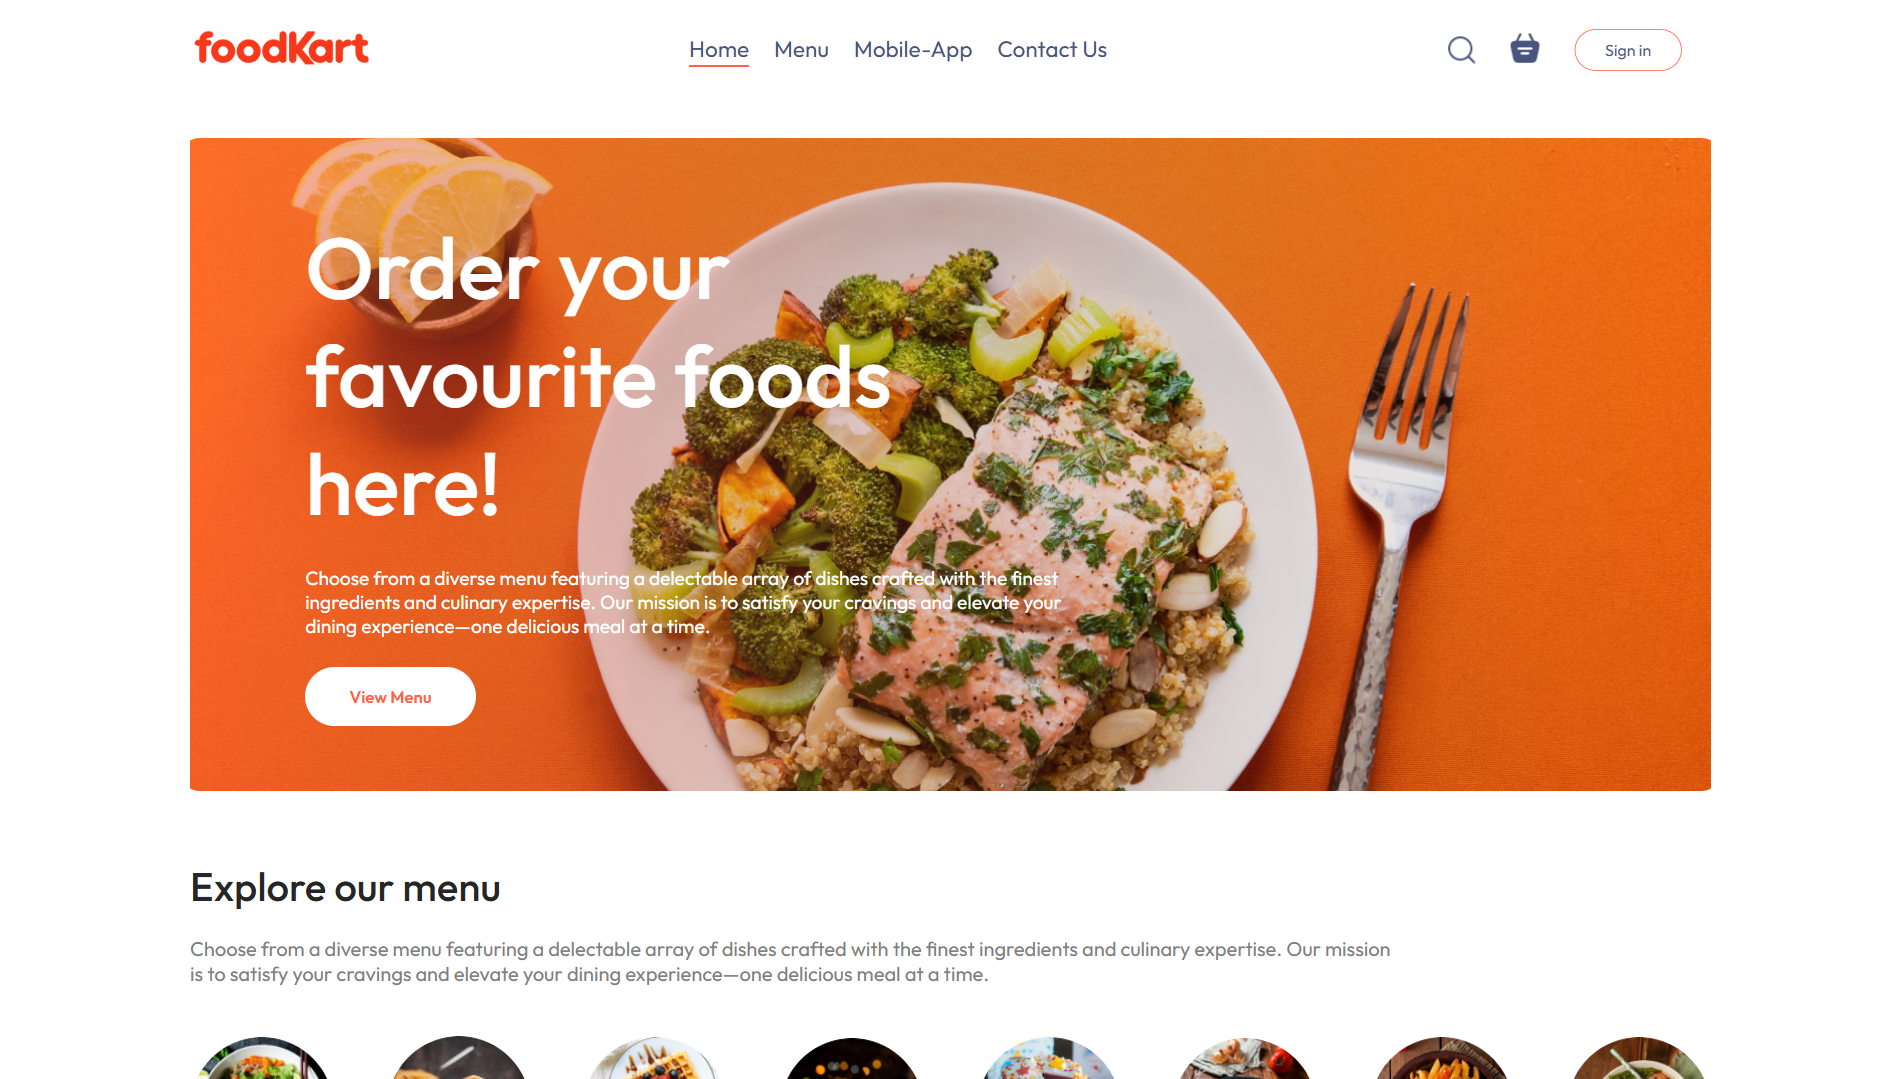 foodKart
Home Menu Mobile-App Contact Us
Sign in
Order your
favourite foods
here!
Choose from a diverse menu featuring a delectable array of dishes crafted with the finest
ingredients and culinary expertise. Our mission is to satisfy your cravings and elevate your
dining experience—one delicious meal at a time.
View Menu
Explore our menu
Choose from a diverse menu featuring a delectable array of dishes crafted with the finest ingredients and culinary expertise. Our mission
is to satisfy your cravings and elevate your dining experience—one delicious meal at a time.